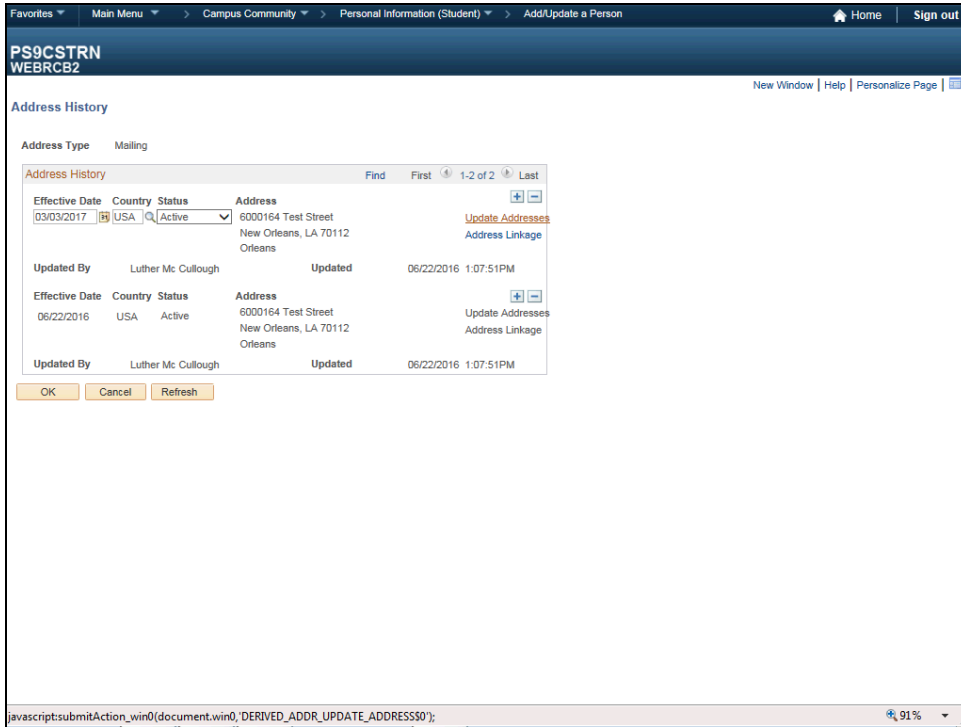 Favorites Main Menu > Campus Community > Personal Information (Student) > Add/Update a Person Home Sign out
PS9CSTRN
WEBRCB2
New Window | Help | Personalize Page |
Address History
Address Type Mailing
Address History Find First 1-2 of 2 Last
Effective Date Country Status Address
03/03/2017 USA Active 6000164 Test Street Update Addresses
New Orleans, LA 70112 Address Linkage
Orleans
Updated By Luther Mc Cullough Updated 06/22/2016 1:07:51PM
Effective Date Country Status Address
06/22/2016 USA Active 6000164 Test Street Update Addresses
New Orleans, LA 70112 Address Linkage
Orleans
Updated By Luther Mc Cullough Updated 06/22/2016 1:07:51PM
OK Cancel Refresh
javascript:submitAction_win0(document.win0,'DERIVED_ADDR_UPDATE_ADDRESS$0'); 91%